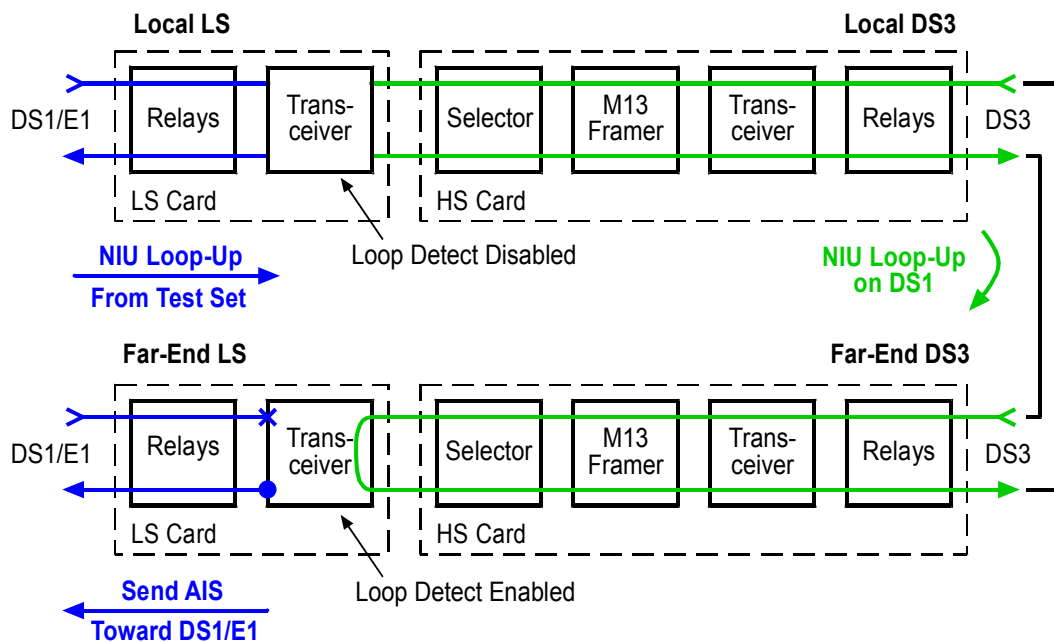 Local LS
Local DS3
DS1/E1
Relays
Trans-
ceiver
Selector
M13
Framer
Trans-
ceiver
Relays
DS3
LS Card
HS Card
NIU Loop-Up
From Test Set
Loop Detect Disabled
NIU Loop-Up
on DS1
Far-End LS
Far-End DS3
DS1/E1
Relays
Trans-
ceiver
Selector
M13
Framer
Trans-
ceiver
Relays
DS3
LS Card
HS Card
Send AIS
Toward DS1/E1
Loop Detect Enabled